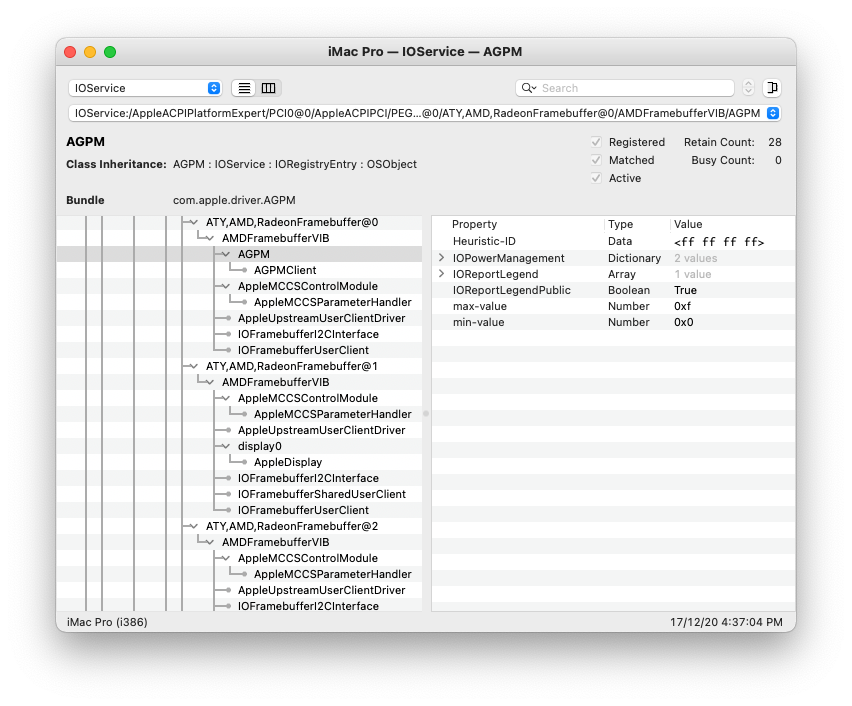 iMac Pro — IOService — AGPM
IOService
Search
IOService:/AppleACPIPlatformExpert/PCI0@0/AppleACPIPCI/PEG...@0/ATY,AMD,RadeonFramebuffer@0/AMDFramebufferVIB/AGPM
AGPM
Registered Retain Count: 28
Class Inheritance: AGPM : IOService : IORegistryEntry : OSObject
Matched Busy Count: 0
Active
Bundle com.apple.driver.AGPM
ATY,AMD,RadeonFramebuffer@0
AMDFramebufferVIB
AGPM
AGPMClient
AppleMCCSControlModule
AppleMCCSParameterHandler
AppleUpstreamUserClientDriver
IOFramebufferI2CInterface
IOFramebufferUserClient
ATY,AMD,RadeonFramebuffer@1
AMDFramebufferVIB
AppleMCCSControlModule
AppleMCCSParameterHandler
AppleUpstreamUserClientDriver
display0
AppleDisplay
IOFramebufferI2CInterface
IOFramebufferSharedUserClient
IOFramebufferUserClient
ATY,AMD,RadeonFramebuffer@2
AMDFramebufferVIB
AppleMCCSControlModule
AppleMCCSParameterHandler
AppleUpstreamUserClientDriver
IOFramebufferI2CInterface
Property Type Value
Heuristic-ID Data <ff ff ff ff>
IOPowerManagement Dictionary 2 values
IOReportLegend Array 1 value
IOReportLegendPublic Boolean True
max-value Number 0xf
min-value Number 0x0
iMac Pro (i386)
17/12/20 4:37:04 PM